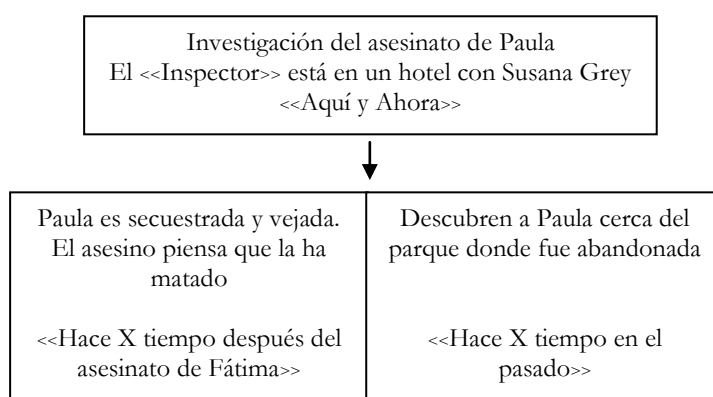 Investigación del asesinato de Paula
El <<Inspector>> está en un hotel con Susana Grey
<<Aquí y Ahora>>
Paula es secuestrada y vejada.
El asesino piensa que la ha
matado
<<Hace X tiempo después del
asesinato de Fátima>>
Descubren a Paula cerca del
parque donde fue abandonada
<<Hace X tiempo en el
pasado>>